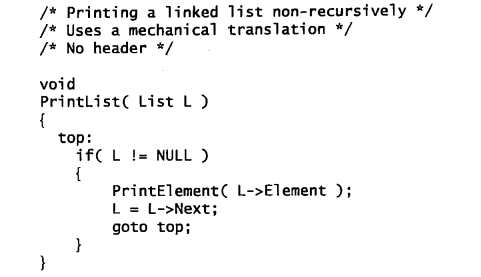 /* Printing a linked list non-recursively */
/* Uses a mechanical translation */
/* No header */

void
PrintList( List L )
{
  top:
    if( L != NULL )
    {
        PrintElement( L->Element );
        L = L->Next;
        goto top;
    }
}